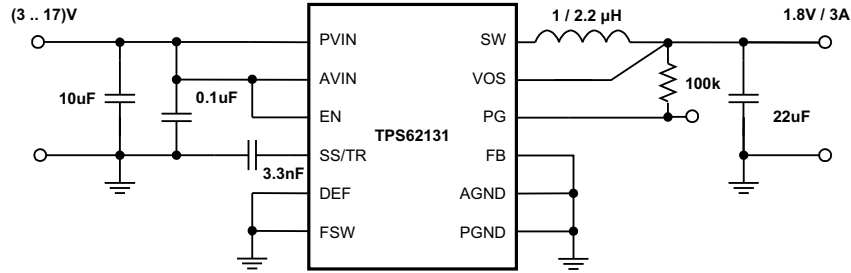 (3 .. 17)V
1 / 2.2 µH
1.8V / 3A
PVIN
SW
AVIN
VOS
10uF
0.1uF
100k
EN
PG
22uF
TPS62131
SS/TR
FB
3.3nF
DEF
AGND
FSW
PGND